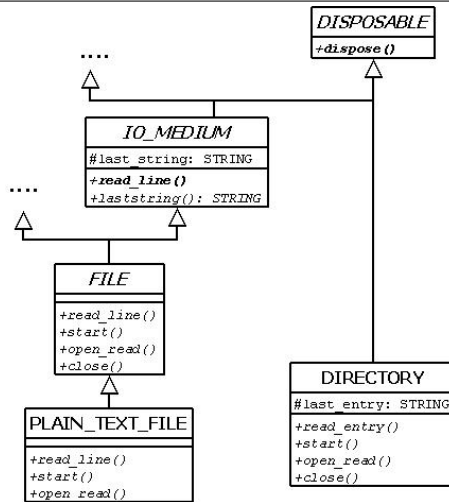 DISPOSABLE
+dispose()
....
IO_MEDIUM
#last_string: STRING
+read_line()
+laststring(): STRING
....
FILE
+read_line()
+start()
+open_read()
+close()
DIRECTORY
#last_entry: STRING
+read_entry()
+start()
+open_read()
+close()
PLAIN_TEXT_FILE
+read_line()
+start()
+open_read()